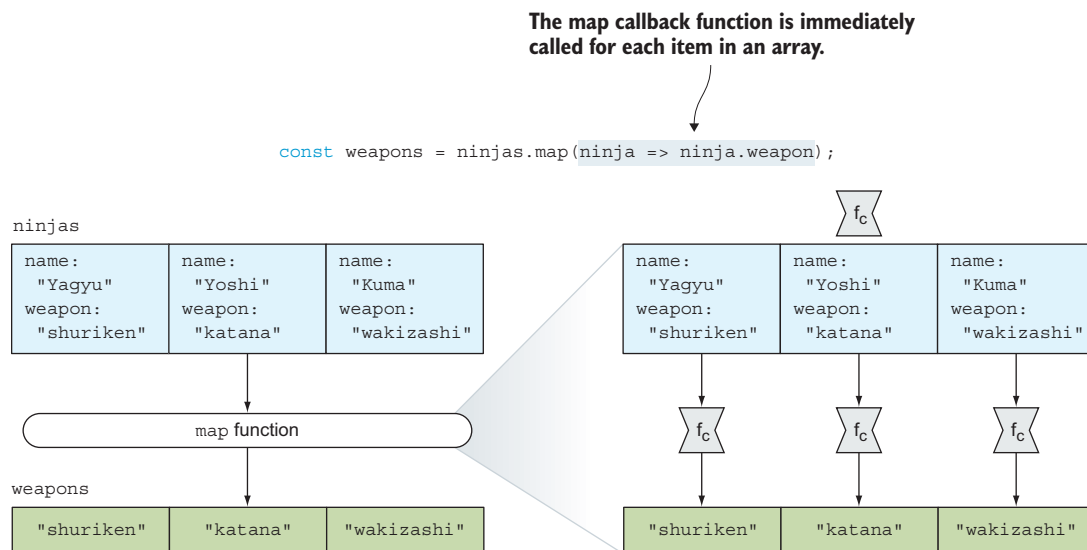 The map callback function is immediately
called for each item in an array.
const weapons = ninjas.map(ninja => ninja.weapon);
ninjas
name:
"Yagyu"
weapon:
"shuriken"
name:
"Yoshi"
weapon:
"katana"
name:
"Kuma"
weapon:
"wakizashi"
map function
weapons
"shuriken"
"katana"
"wakizashi"
fc
name:
"Yagyu"
weapon:
"shuriken"
name:
"Yoshi"
weapon:
"katana"
name:
"Kuma"
weapon:
"wakizashi"
fc
fc
fc
"shuriken"
"katana"
"wakizashi"